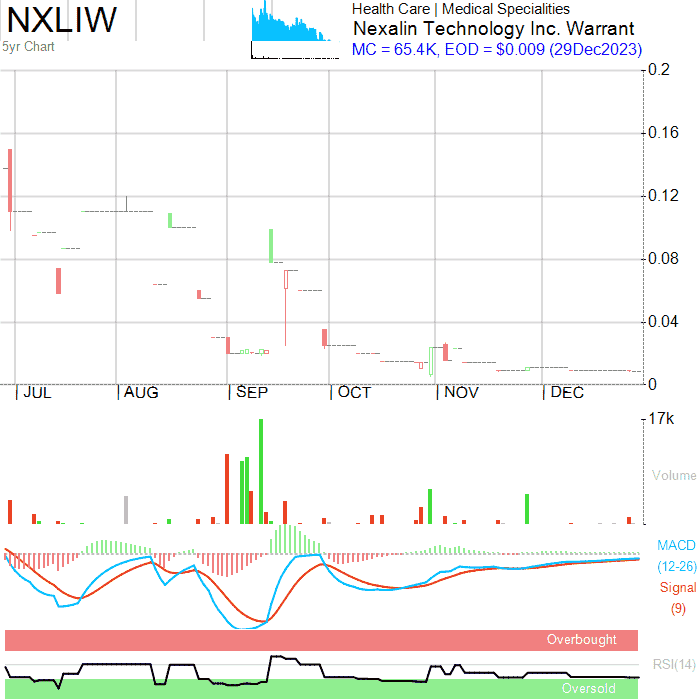 NXLIW
5yr Chart
Health Care | Medical Specialities
Nexalin Technology Inc. Warrant
MC = 65.4K, EOD = $0.009 (29Dec2023)
0.2
0.16
0.12
0.08
0.04
0
JUL AUG SEP OCT NOV DEC
17k
Volume
MACD
(12-26)
Signal
(9)
Overbought
RSI(14)
Oversold